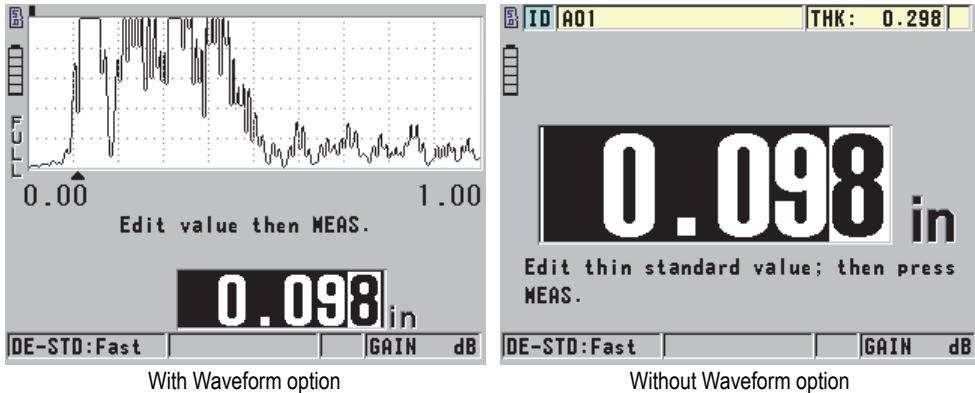 FULL
0.00 1.00
Edit value then MEAS.
0.098 in
DE-STD:Fast GAIN dB
With Waveform option
ID A01 THK: 0.298
0.098 in
Edit thin standard value; then press
MEAS.
DE-STD:Fast GAIN dB
Without Waveform option